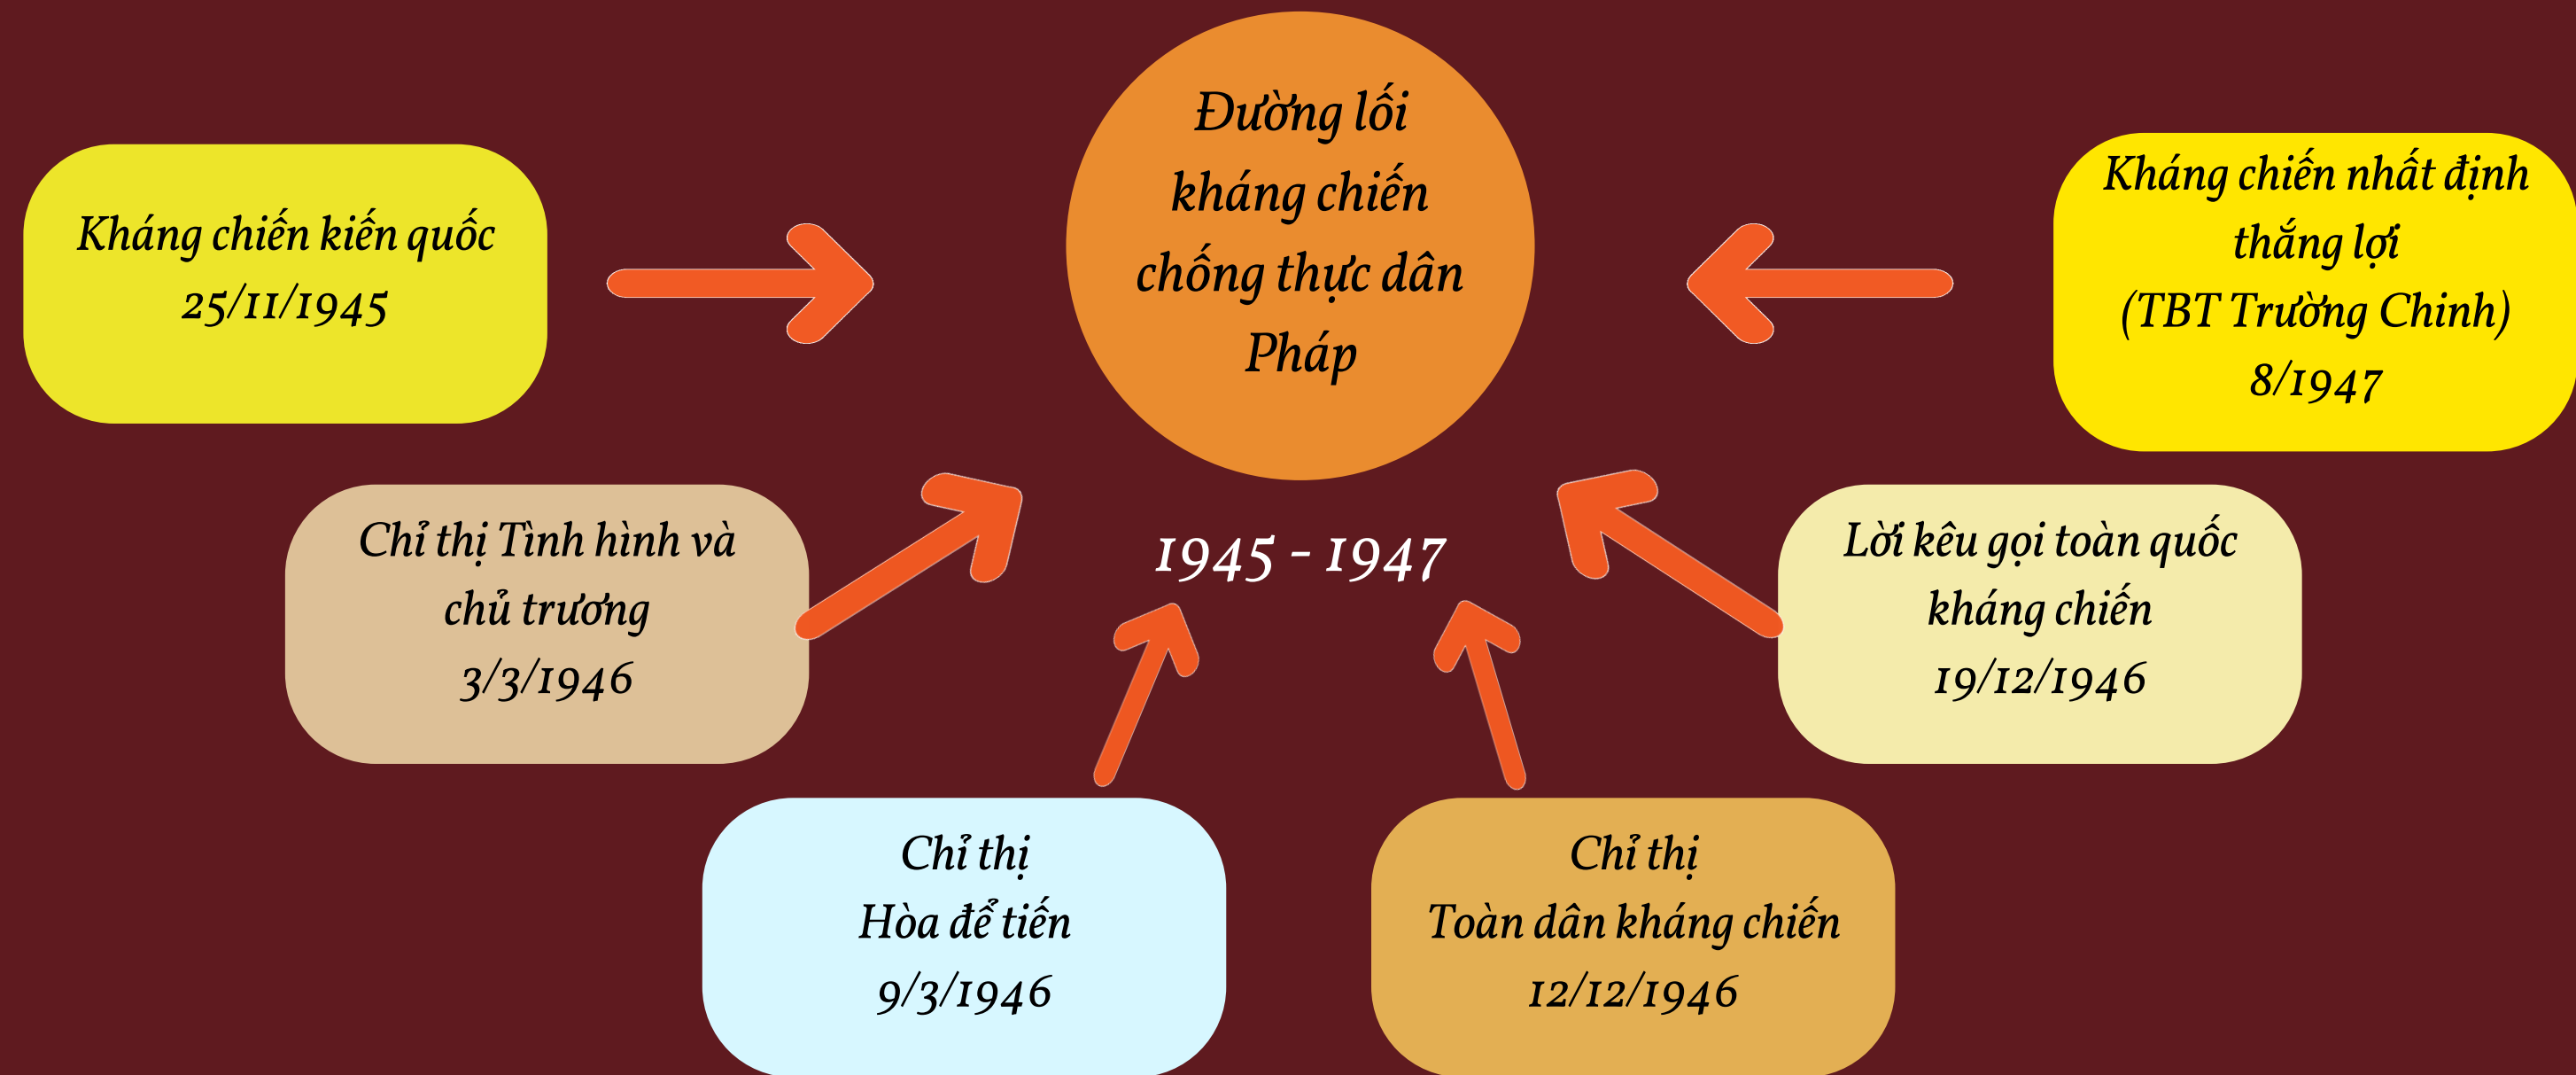 Đường lối
kháng chiến
chống thực dân
Pháp
1945 - 1947
Kháng chiến kiến quốc
25/11/1945
Chỉ thị Tình hình và
chủ trương
3/3/1946
Chỉ thị
Hòa để tiến
9/3/1946
Chỉ thị
Toàn dân kháng chiến
12/12/1946
Lời kêu gọi toàn quốc
kháng chiến
19/12/1946
Kháng chiến nhất định
thắng lợi
(TBT Trường Chinh)
8/1947